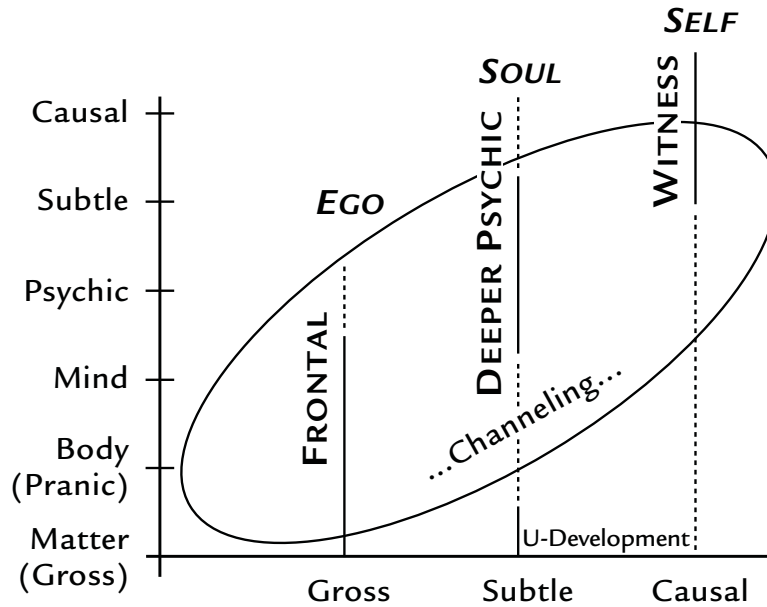 SELF
SOUL
EGO
Causal
Subtle
Psychic
Mind
Body
(Pranic)
Matter
(Gross)
FRONTAL
DEEPER PSYCHIC
WITNESS
...Channeling...
U-Development
Gross
Subtle
Causal